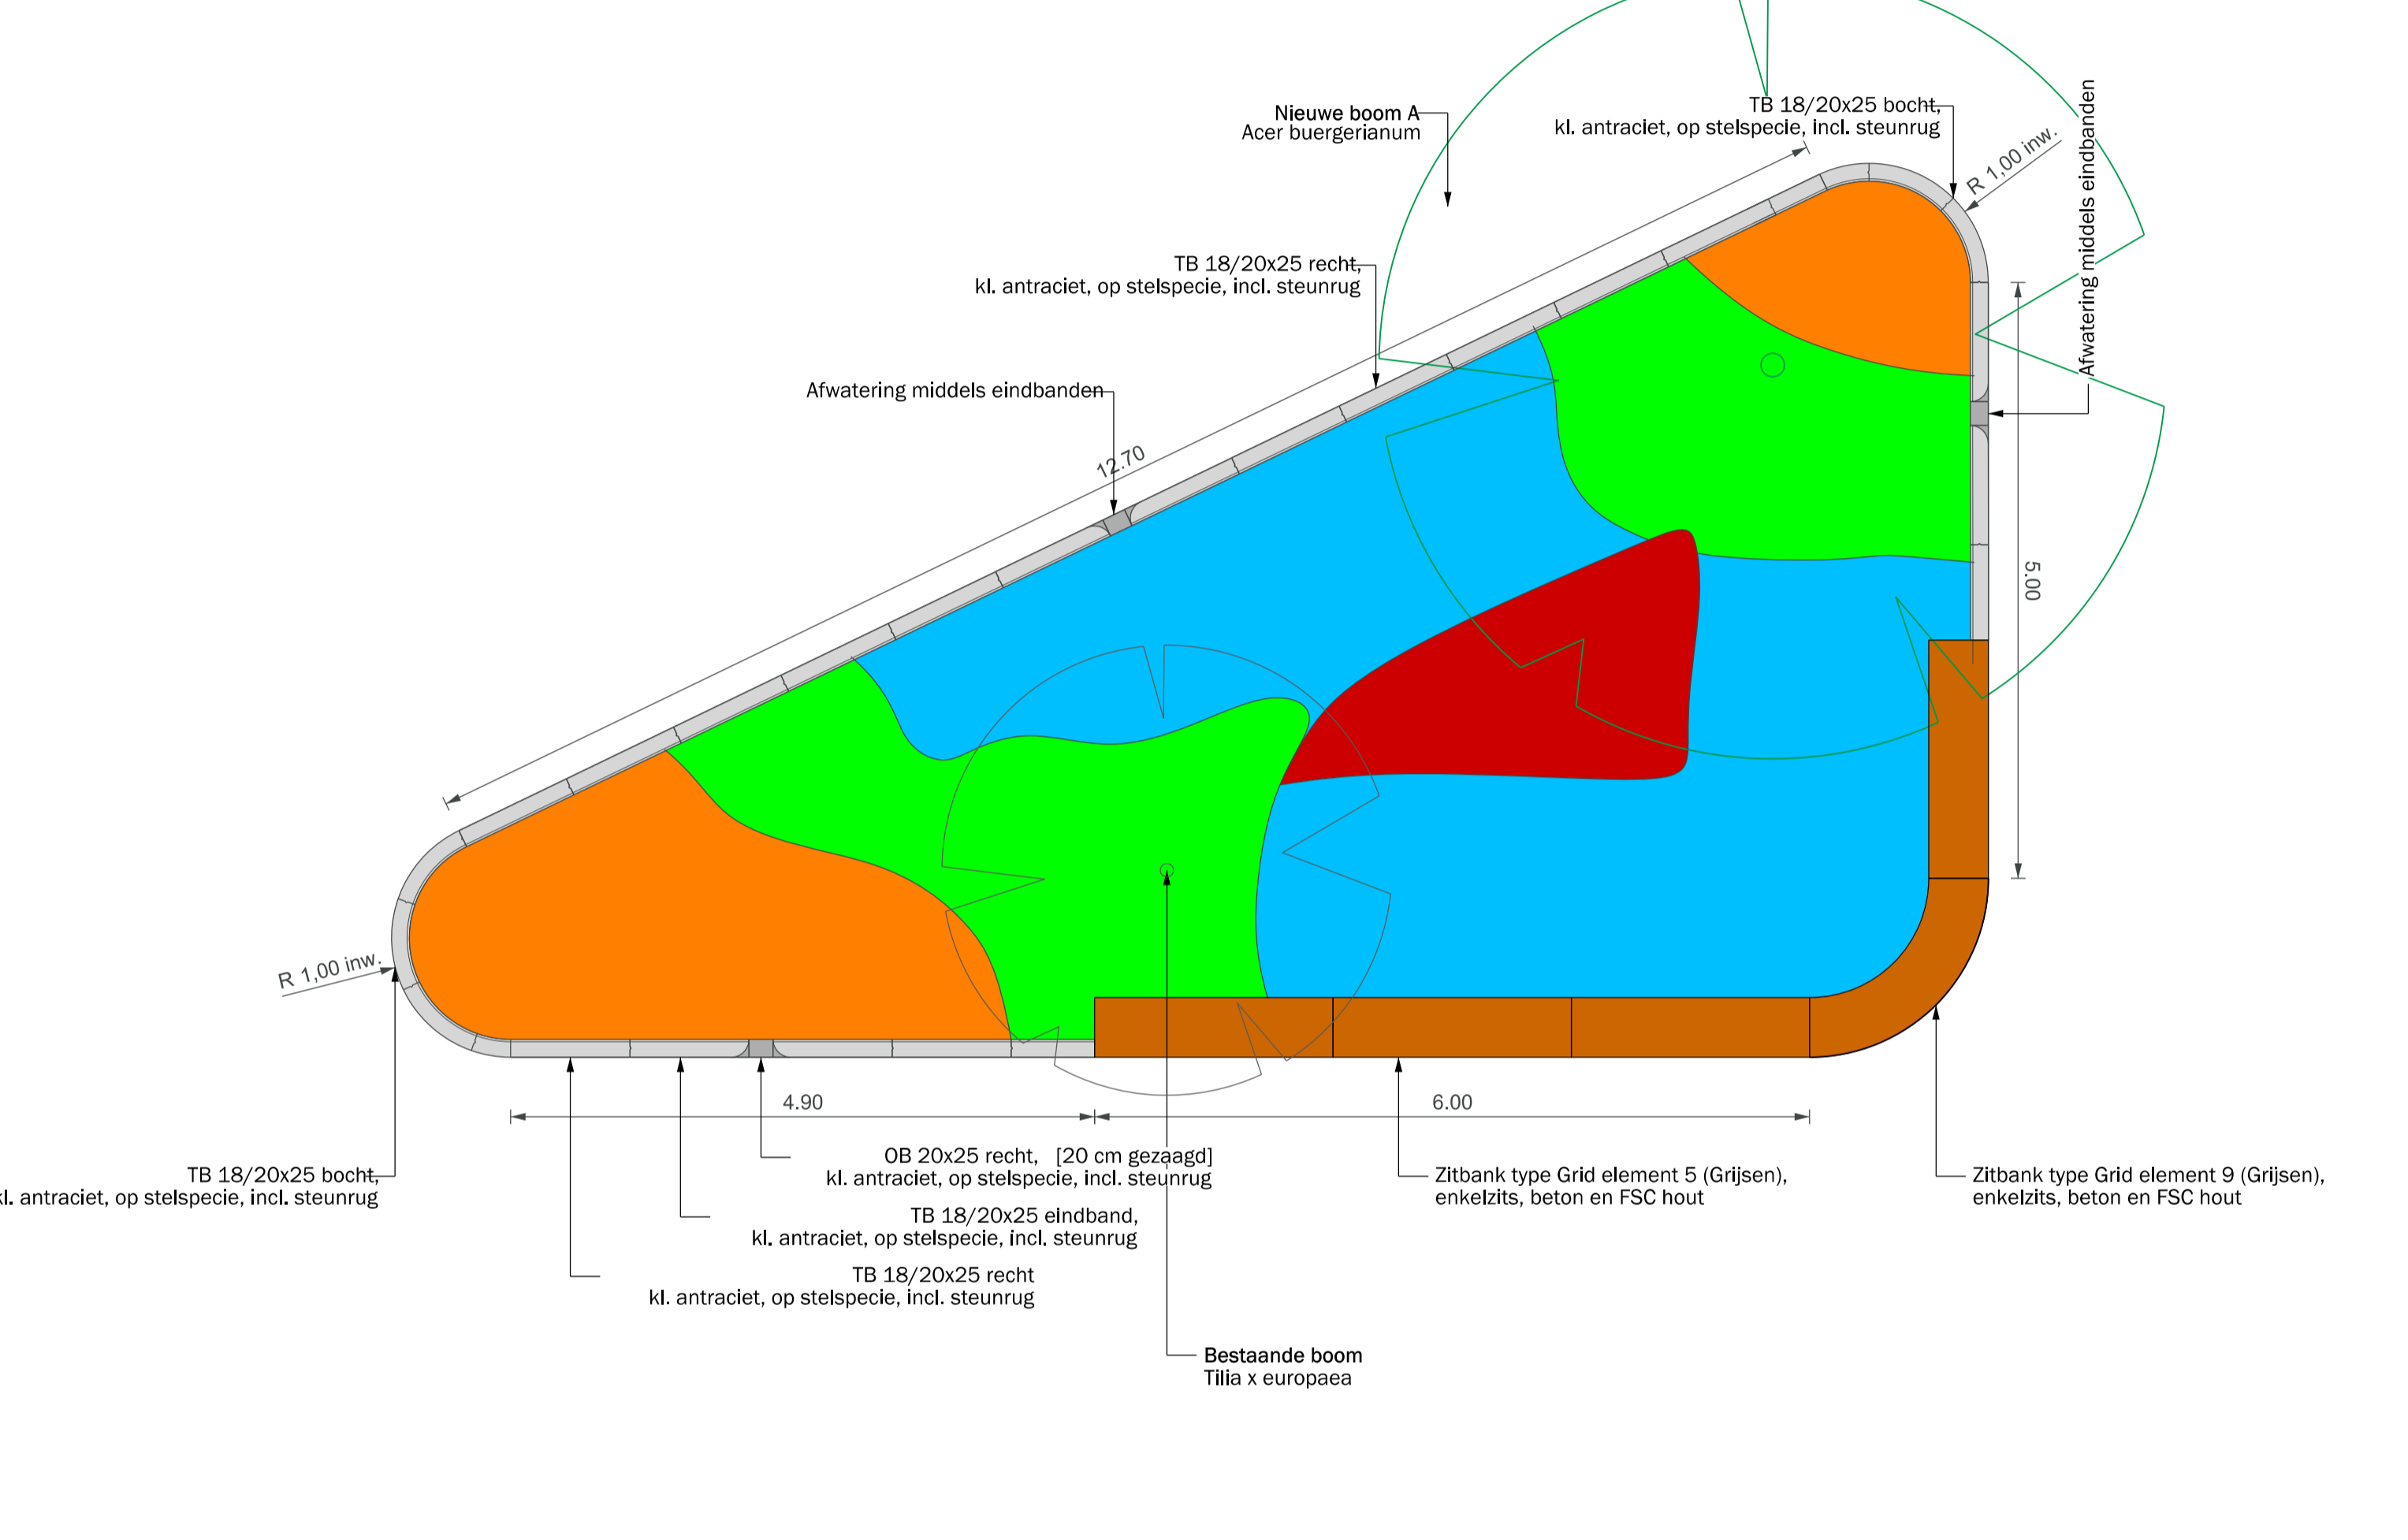 Nieuwe boom A
Acer buergerianum
TB 18/20x25 bocht,
kl. antraciet, op stelspecie, incl. steunrug
R 1,00 inw.
Afwatering middels eindbanden
TB 18/20x25 recht,
kl. antraciet, op stelspecie, incl. steunrug
Afwatering middels eindbanden
12.70
5.00
R 1,00 inw.
4.90
6.00
TB 18/20x25 bocht,
kl. antraciet, op stelspecie, incl. steunrug
OB 20x25 recht, [20 cm gezaagd]
kl. antraciet, op stelspecie, incl. steunrug
TB 18/20x25 eindband,
kl. antraciet, op stelspecie, incl. steunrug
TB 18/20x25 recht
kl. antraciet, op stelspecie, incl. steunrug
Zitbank type Grid element 5 (Grijsen),
enkelzits, beton en FSC hout
Zitbank type Grid element 9 (Grijsen),
enkelzits, beton en FSC hout
Bestaande boom
Tilia x europaea